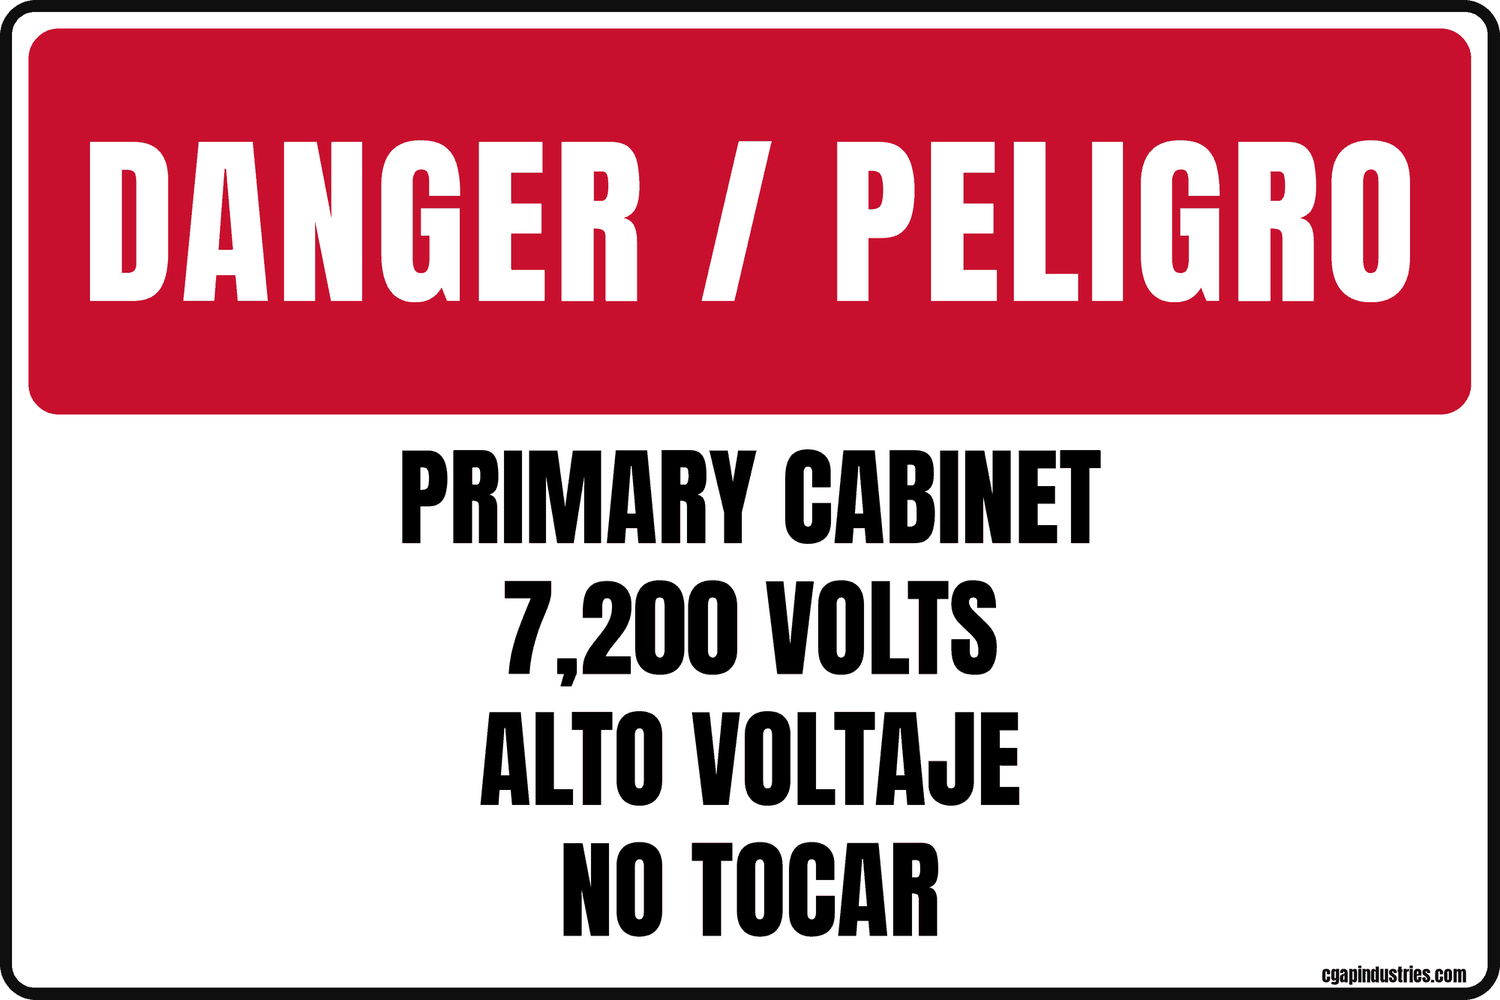 DANGER / PELIGRO
PRIMARY CABINET
7,200 VOLTS
ALTO VOLTAJE
NO TOCAR
cgapindustries.com